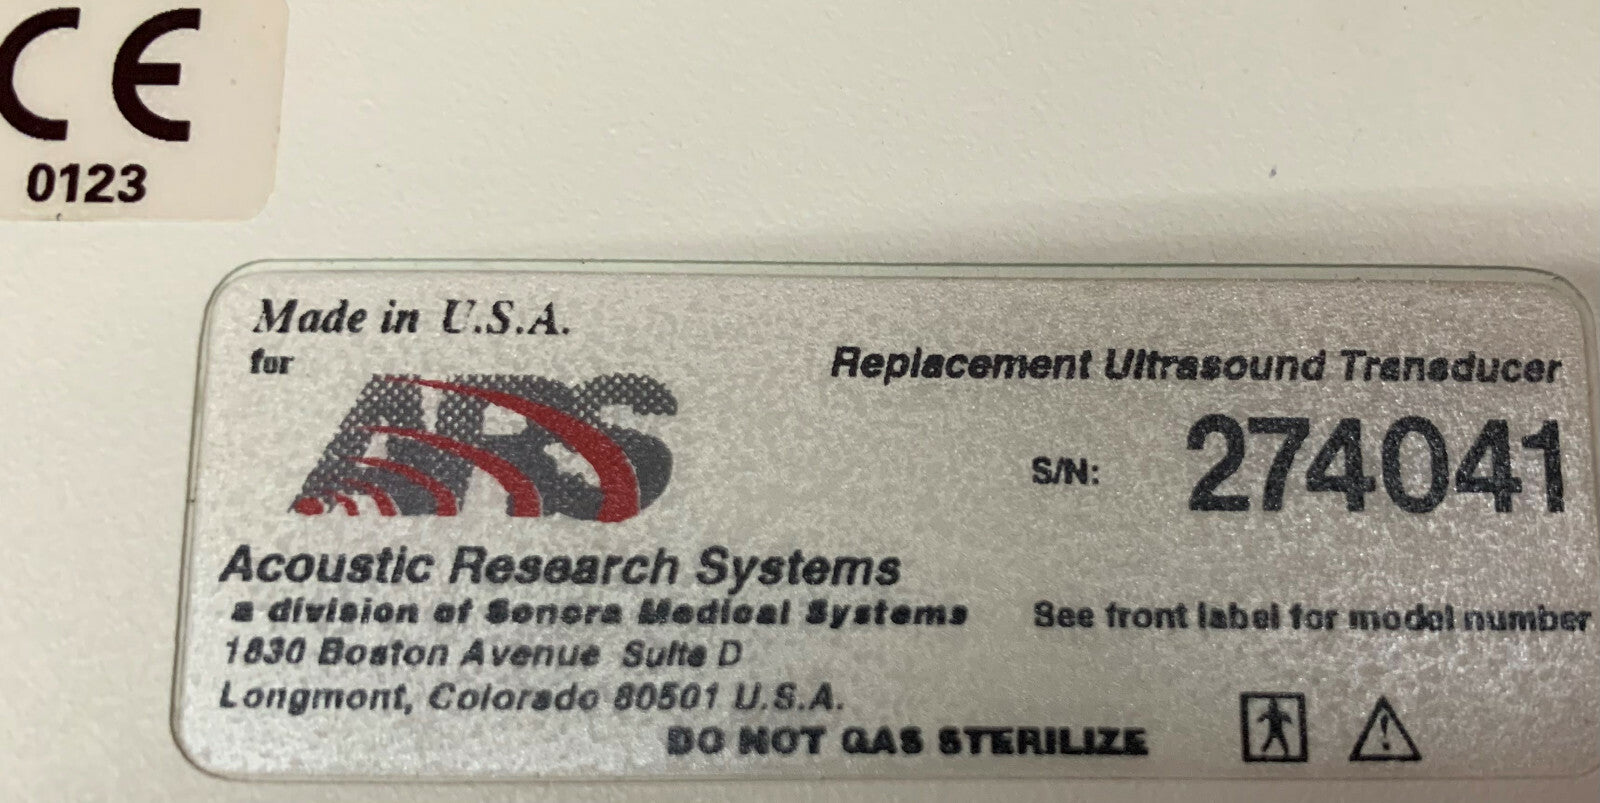 CE
0123
Made in U.S.A.
for
ARS
Replacement Ultrasound Transducer
S/N: 274041
Acoustic Research Systems
a division of Sonora Medical Systems
See front label for model number
1830 Boston Avenue Suite D
Longmont, Colorado 80501 U.S.A.
DO NOT GAS STERILIZE